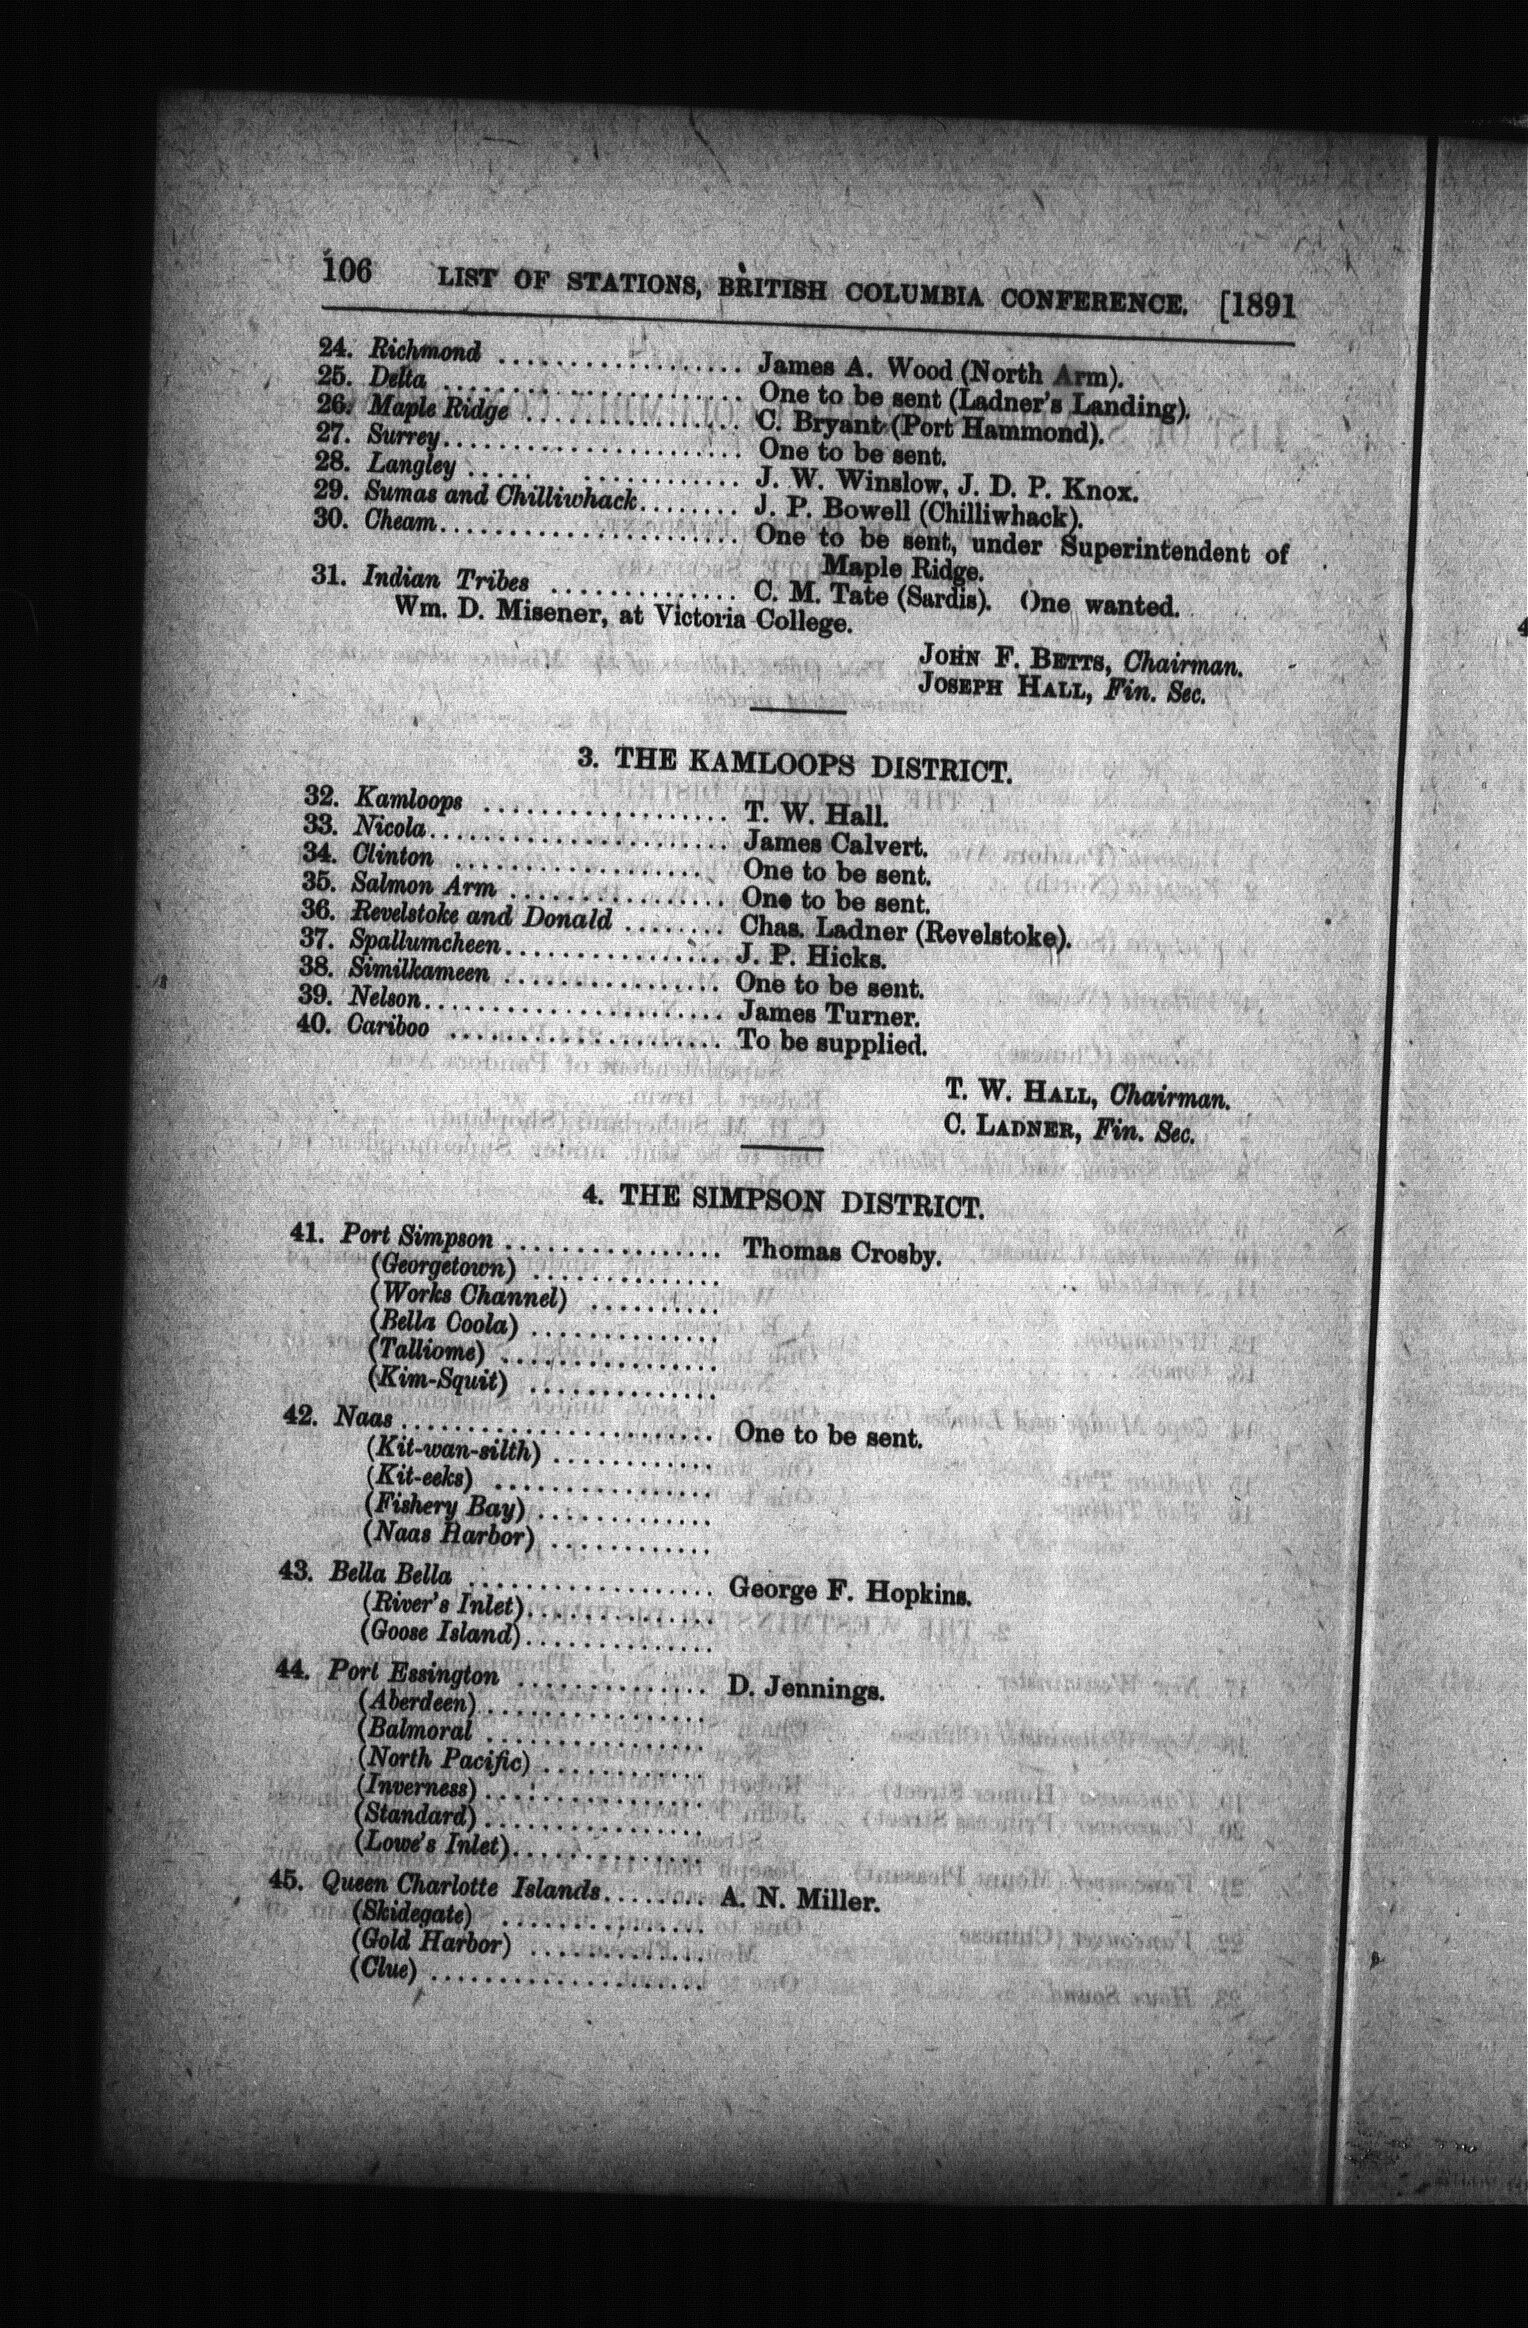 106 LIST OF STATIONS, BRITISH COLUMBIA CONFERENCE. [1891
24. Richmond .................. James A. Wood (North Arm).
25. Delta ..................... One to be sent (Ladner's Landing).
26. Maple Ridge ............... C. Bryant (Port Hammond).
27. Surrey..................... One to be sent.
28. Langley ..... ........... J. W. Winslow, J. D. P. Knox.
29. Sumas and Chilliwhack........ J. P. Bowell (Chilliwhack).
30. Cheam...................... One to be sent, under Superintendent of
Maple Ridge.
31. Indian Tribes .............. C. M. Tate (Sardis). One wanted.
Wm. D. Misener, at Victoria College.
JOHN F. BETTS, Chairman.
JOSEPH HALL, Fin. Sec.
3. THE KAMLOOPS DISTRICT.
32. Kamloops ................. T. W. Hall.
33. Nicola..................... James Calvert.
34. Clinton ................... One to be sent.
35. Salmon Arm ............... One to be sent.
36. Revelstoke and Donald ........ Chas. Ladner (Revelstoke).
37. Spallumcheen................ J. P. Hicks.
38. Similkameen ............... One to be sent.
39. Nelson..................... James Turner.
40. Cariboo ................... To be supplied.
T. W. HALL, Chairman.
C. LADNER, Fin. Sec.
4. THE SIMPSON DISTRICT.
41. Port Simpson ............... Thomas Crosby.
(Georgetown) .............
(Works Channel) .........
(Bella Coola) .............
(Talliome) ...............
(Kim-Squit) .............
42. Naas ...................... One to be sent.
(Kit-wan-silth) ...........
(Kit-eeks) ...............
(Fishery Bay) ............
(Naas Harbor) ...........
43. Bella Bella ................. George F. Hopkins.
(River's Inlet).............
(Goose Island).............
44. Port Essington .............. D. Jennings.
(Aberdeen) ................
(Balmoral ................
(North Pacific) ............
(Inverness) ................
(Standard) ................
(Lowe's Inlet)..............
45. Queen Charlotte Islands........ A. N. Miller.
(Skidegate) ...............
(Gold Harbor) .............
(Clue) ....................